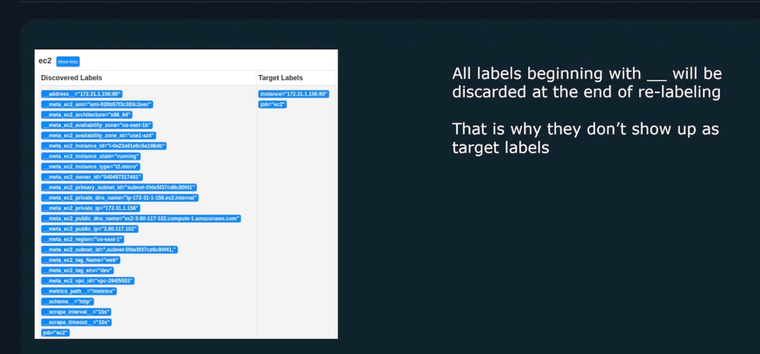 ec2 show less
Discovered Labels Target Labels
__address__="172.31.1.156:80" instance="172.31.1.156:80"
__meta_ec2_ami="ami-026b57f3c383c2eec" job="ec2"
__meta_ec2_architecture="x86_64"
__meta_ec2_availability_zone="us-east-1b"
__meta_ec2_availability_zone_id="use1-az4"
__meta_ec2_instance_id="i-0e23a91e6c6a198db"
__meta_ec2_instance_state="running"
__meta_ec2_instance_type="t2.micro"
__meta_ec2_owner_id="040497317401"
__meta_ec2_primary_subnet_id="subnet-0fde5f37cd6c80f41"
__meta_ec2_private_dns_name="ip-172-31-1-156.ec2.internal"
__meta_ec2_private_ip="172.31.1.156"
__meta_ec2_public_dns_name="ec2-3-80-117-102.compute-1.amazonaws.com"
__meta_ec2_public_ip="3.80.117.102"
__meta_ec2_region="us-east-1"
__meta_ec2_subnet_id=",subnet-0fde5f37cd6c80f41,"
__meta_ec2_tag_Name="web"
__meta_ec2_tag_env="dev"
__meta_ec2_vpc_id="vpc-294f5553"
__metrics_path__="/metrics"
__scheme__="http"
__scrape_interval__="15s"
__scrape_timeout__="10s"
job="ec2"
All labels beginning with __ will be
discarded at the end of re-labeling
That is why they don’t show up as
target labels